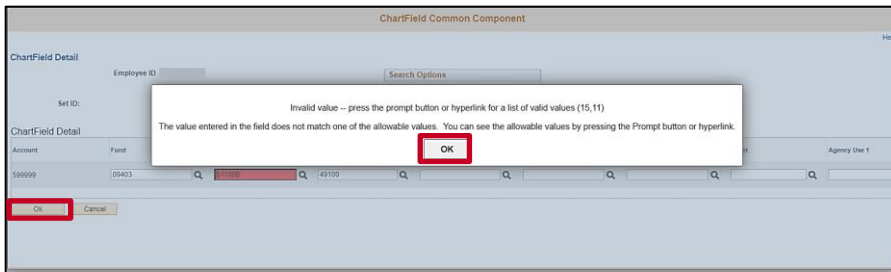 ChartField Common Component
He
ChartField Detail
Employee ID
Search Options
Set ID:
Invalid value -- press the prompt button or hyperlink for a list of valid values (15,11)
The value entered in the field does not match one of the allowable values. You can see the allowable values by pressing the Prompt button or hyperlink.
OK
ChartField Detail
Account Fund Agency Use 1
599999 09403 49100
Ok Cancel